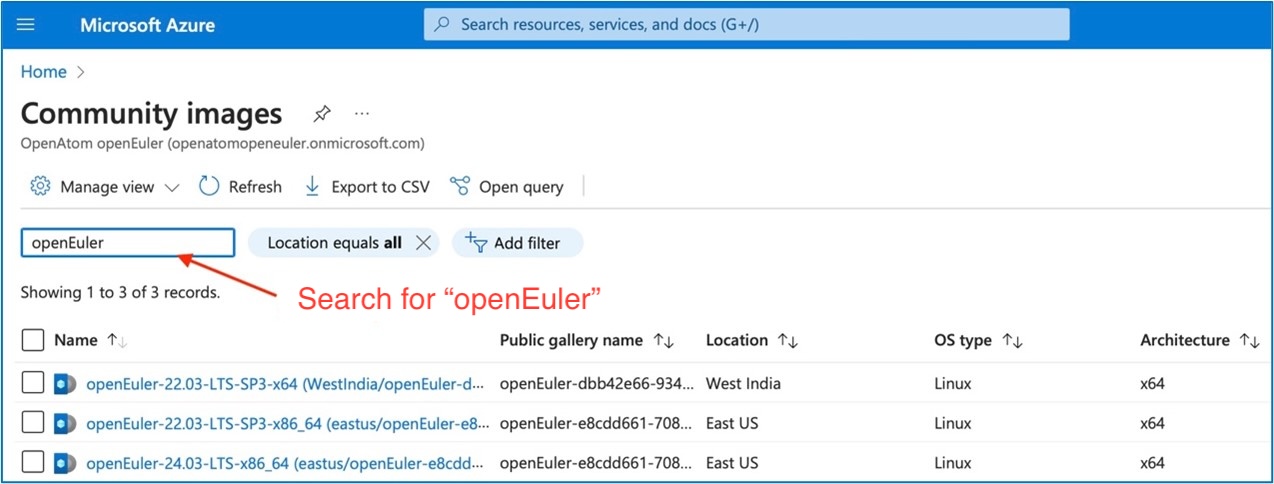 Microsoft Azure
Search resources, services, and docs (G+/)
Home
Community images
OpenAtom openEuler (openatomopeneuler.onmicrosoft.com)
Manage view Refresh Export to CSV Open query
openEuler Location equals all Add filter
Showing 1 to 3 of 3 records.
Search for “openEuler”
Name Public gallery name Location OS type Architecture
openEuler-22.03-LTS-SP3-x64 (WestIndia/openEuler-d... openEuler-dbb42e66-934... West India Linux x64
openEuler-22.03-LTS-SP3-x86_64 (eastus/openEuler-e8... openEuler-e8cdd661-708... East US Linux x64
openEuler-24.03-LTS-x86_64 (eastus/openEuler-e8cdd... openEuler-e8cdd661-708... East US Linux x64